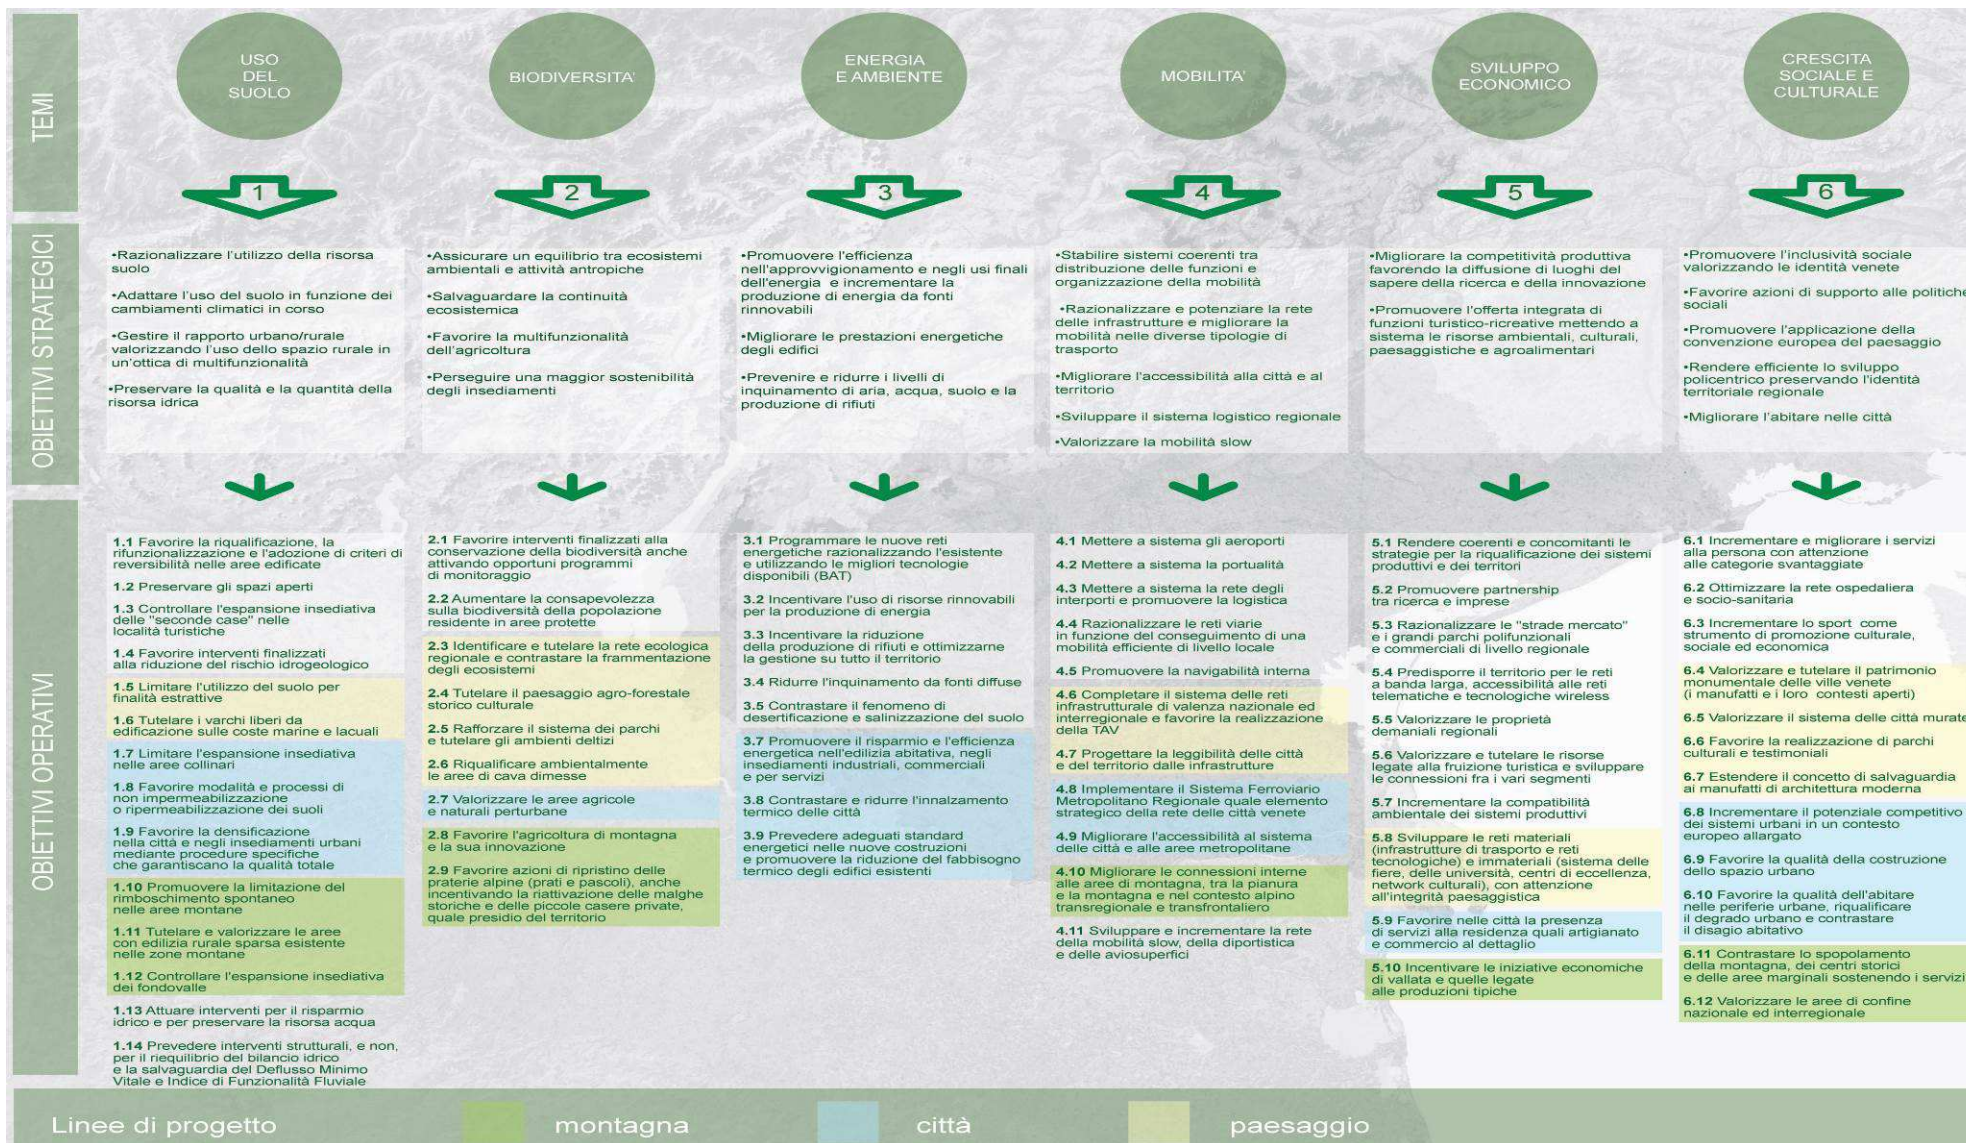 TEMI
USO
DEL
SUOLO
BIODIVERSITA'
ENERGIA
E AMBIENTE
MOBILITA'
SVILUPPO
ECONOMICO
CRESCITA
SOCIALE E
CULTURALE
1
2
3
4
5
6
OBIETTIVI STRATEGICI
•Razionalizzare l'utilizzo della risorsa
suolo
•Adattare l'uso del suolo in funzione dei
cambiamenti climatici in corso
•Gestire il rapporto urbano/rurale
valorizzando l'uso dello spazio rurale in
un'ottica di multifunzionalità
•Preservare la qualità e la quantità della
risorsa idrica
•Assicurare un equilibrio tra ecosistemi
ambientali e attività antropiche
•Salvaguardare la continuità
ecosistemica
•Favorire la multifunzionalità
dell'agricoltura
•Perseguire una maggior sostenibilità
degli insediamenti
•Promuovere l'efficienza
nell'approvvigionamento e negli usi finali
dell'energia e incrementare la
produzione di energia da fonti
rinnovabili
•Migliorare le prestazioni energetiche
degli edifici
•Prevenire e ridurre i livelli di
inquinamento di aria, acqua, suolo e la
produzione di rifiuti
•Stabilire sistemi coerenti tra
distribuzione delle funzioni e
organizzazione della mobilità
•Razionalizzare e potenziare la rete
delle infrastrutture e migliorare la
mobilità nelle diverse tipologie di
trasporto
•Migliorare l'accessibilità alla città e al
territorio
•Sviluppare il sistema logistico regionale
•Valorizzare la mobilità slow
•Migliorare la competitività produttiva
favorendo la diffusione di luoghi del
sapere della ricerca e della innovazione
•Promuovere l'offerta integrata di
funzioni turistico-ricreative mettendo a
sistema le risorse ambientali, culturali,
paesaggistiche e agroalimentari
•Promuovere l'inclusività sociale
valorizzando le identità venete
•Favorire azioni di supporto alle politiche
sociali
•Promuovere l'applicazione della
convenzione europea del paesaggio
•Rendere efficiente lo sviluppo
policentrico preservando l'identità
territoriale regionale
•Migliorare l'abitare nelle città
OBIETTIVI OPERATIVI
1.1 Favorire la riqualificazione, la
rifunzionalizzazione e l'adozione di criteri di
reversibilità nelle aree edificate
1.2 Preservare gli spazi aperti
1.3 Controllare l'espansione insediativa
delle "seconde case" nelle
località turistiche
1.4 Favorire interventi finalizzati
alla riduzione del rischio idrogeologico
1.5 Limitare l'utilizzo del suolo per
finalità estrattive
1.6 Tutelare i varchi liberi da
edificazione sulle coste marine e lacuali
1.7 Limitare l'espansione insediativa
nelle aree collinari
1.8 Favorire modalità e processi di
non impermeabilizzazione
o ripermeabilizzazione dei suoli
1.9 Favorire la densificazione
nella città e negli insediamenti urbani
mediante procedure specifiche
che garantiscano la qualità totale
1.10 Promuovere la limitazione del
rimboschimento spontaneo
nelle aree montane
1.11 Tutelare e valorizzare le aree
con edilizia rurale sparsa esistente
nelle zone montane
1.12 Controllare l'espansione insediativa
dei fondovalle
1.13 Attuare interventi per il risparmio
idrico e per preservare la risorsa acqua
1.14 Prevedere interventi strutturali, e non,
per il riequilibrio del bilancio idrico
e la salvaguardia del Deflusso Minimo
Vitale e Indice di Funzionalità Fluviale
2.1 Favorire interventi finalizzati alla
conservazione della biodiversità anche
attivando opportuni programmi
di monitoraggio
2.2 Aumentare la consapevolezza
sulla biodiversità della popolazione
residente in aree protette
2.3 Identificare e tutelare la rete ecologica
regionale e contrastare la frammentazione
degli ecosistemi
2.4 Tutelare il paesaggio agro-forestale
storico culturale
2.5 Rafforzare il sistema dei parchi
e tutelare gli ambienti deltizi
2.6 Riqualificare ambientalmente
le aree di cava dimesse
2.7 Valorizzare le aree agricole
e naturali perturbane
2.8 Favorire l'agricoltura di montagna
e la sua innovazione
2.9 Favorire azioni di ripristino delle
praterie alpine (prati e pascoli), anche
incentivando la riattivazione delle malghe
storiche e delle piccole casere private,
quale presidio del territorio
3.1 Programmare le nuove reti
energetiche razionalizzando l'esistente
e utilizzando le migliori tecnologie
disponibili (BAT)
3.2 Incentivare l'uso di risorse rinnovabili
per la produzione di energia
3.3 Incentivare la riduzione
della produzione di rifiuti e ottimizzarne
la gestione su tutto il territorio
3.4 Ridurre l'inquinamento da fonti diffuse
3.5 Contrastare il fenomeno di
desertificazione e salinizzazione del suolo
3.7 Promuovere il risparmio e l'efficienza
energetica nell'edilizia abitativa, negli
insediamenti industriali, commerciali
e per servizi
3.8 Contrastare e ridurre l'innalzamento
termico delle città
3.9 Prevedere adeguati standard
energetici nelle nuove costruzioni
e promuovere la riduzione del fabbisogno
termico degli edifici esistenti
4.1 Mettere a sistema gli aeroporti
4.2 Mettere a sistema la portualità
4.3 Mettere a sistema la rete degli
interporti e promuovere la logistica
4.4 Razionalizzare le reti viarie
in funzione del conseguimento di una
mobilità efficiente di livello locale
4.5 Promuovere la navigabilità interna
4.6 Completare il sistema delle reti
infrastrutturale di valenza nazionale ed
interregionale e favorire la realizzazione
della TAV
4.7 Progettare la leggibilità delle città
e del territorio dalle infrastrutture
4.8 Implementare il Sistema Ferroviario
Metropolitano Regionale quale elemento
strategico della rete delle città venete
4.9 Migliorare l'accessibilità al sistema
delle città e alle aree metropolitane
4.10 Migliorare le connessioni interne
alle aree di montagna, tra la pianura
e la montagna e nel contesto alpino
transregionale e transfrontaliero
4.11 Sviluppare e incrementare la rete
della mobilità slow, della diportistica
e delle aviosuperfici
5.1 Rendere coerenti e concomitanti le
strategie per la riqualificazione dei sistemi
produttivi e dei territori
5.2 Promuovere partnership
tra ricerca e imprese
5.3 Razionalizzare le "strade mercato"
e i grandi parchi polifunzionali
e commerciali di livello regionale
5.4 Predisporre il territorio per le reti
a banda larga, accessibilità alle reti
telematiche e tecnologiche wireless
5.5 Valorizzare le proprietà
demaniali regionali
5.6 Valorizzare e tutelare le risorse
legate alla fruizione turistica e sviluppare
le connessioni fra i vari segmenti
5.7 Incrementare la compatibilità
ambientale dei sistemi produttivi
5.8 Sviluppare le reti materiali
(infrastrutture di trasporto e reti
tecnologiche) e immateriali (sistema delle
fiere, delle università, centri di eccellenza,
network culturali), con attenzione
all'integrità paesaggistica
5.9 Favorire nelle città la presenza
di servizi alla residenza quali artigianato
e commercio al dettaglio
5.10 Incentivare le iniziative economiche
di vallata e quelle legate
alle produzioni tipiche
6.1 Incrementare e migliorare i servizi
alla persona con attenzione
alle categorie svantaggiate
6.2 Ottimizzare la rete ospedaliera
e socio-sanitaria
6.3 Incrementare lo sport come
strumento di promozione culturale,
sociale ed economica
6.4 Valorizzare e tutelare il patrimonio
monumentale delle ville venete
(i manufatti e i loro contesti aperti)
6.5 Valorizzare il sistema delle città murate
6.6 Favorire la realizzazione di parchi
culturali e testimoniali
6.7 Estendere il concetto di salvaguardia
ai manufatti di architettura moderna
6.8 Incrementare il potenziale competitivo
dei sistemi urbani in un contesto
europeo allargato
6.9 Favorire la qualità della costruzione
dello spazio urbano
6.10 Favorire la qualità dell'abitare
nelle periferie urbane, riqualificare
il degrado urbano e contrastare
il disagio abitativo
6.11 Contrastare lo spopolamento
della montagna, dei centri storici
e delle aree marginali sostenendo i servizi
6.12 Valorizzare le aree di confine
nazionale ed interregionale
Linee di progetto
montagna
città
paesaggio